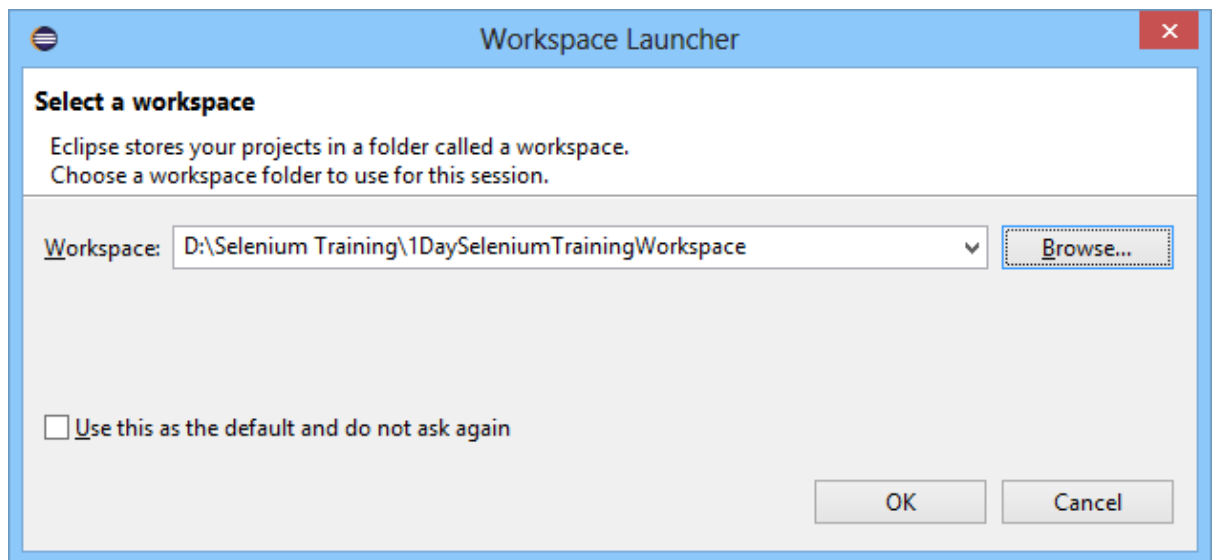 Workspace Launcher
Select a workspace
Eclipse stores your projects in a folder called a workspace.
Choose a workspace folder to use for this session.
Workspace: D:\Selenium Training\1DaySeleniumTrainingWorkspace Browse...
Use this as the default and do not ask again
OK Cancel